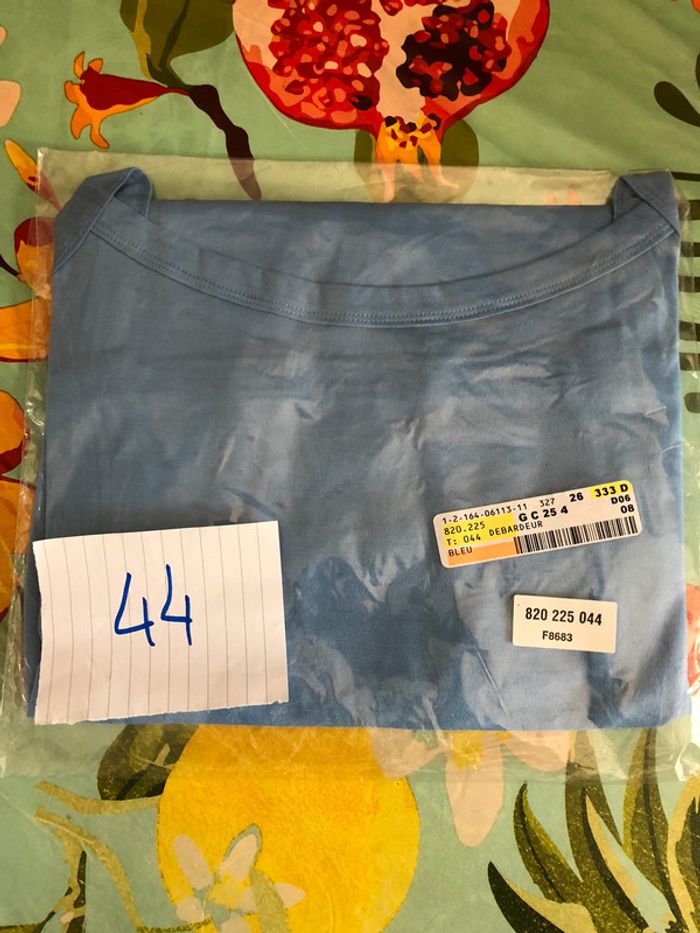 1-2-164-06113-11 327 26 333 D
820.225 G C 25 4 D06
T: 044 DEBARDEUR 08
BLEU
44
820 225 044
F8683